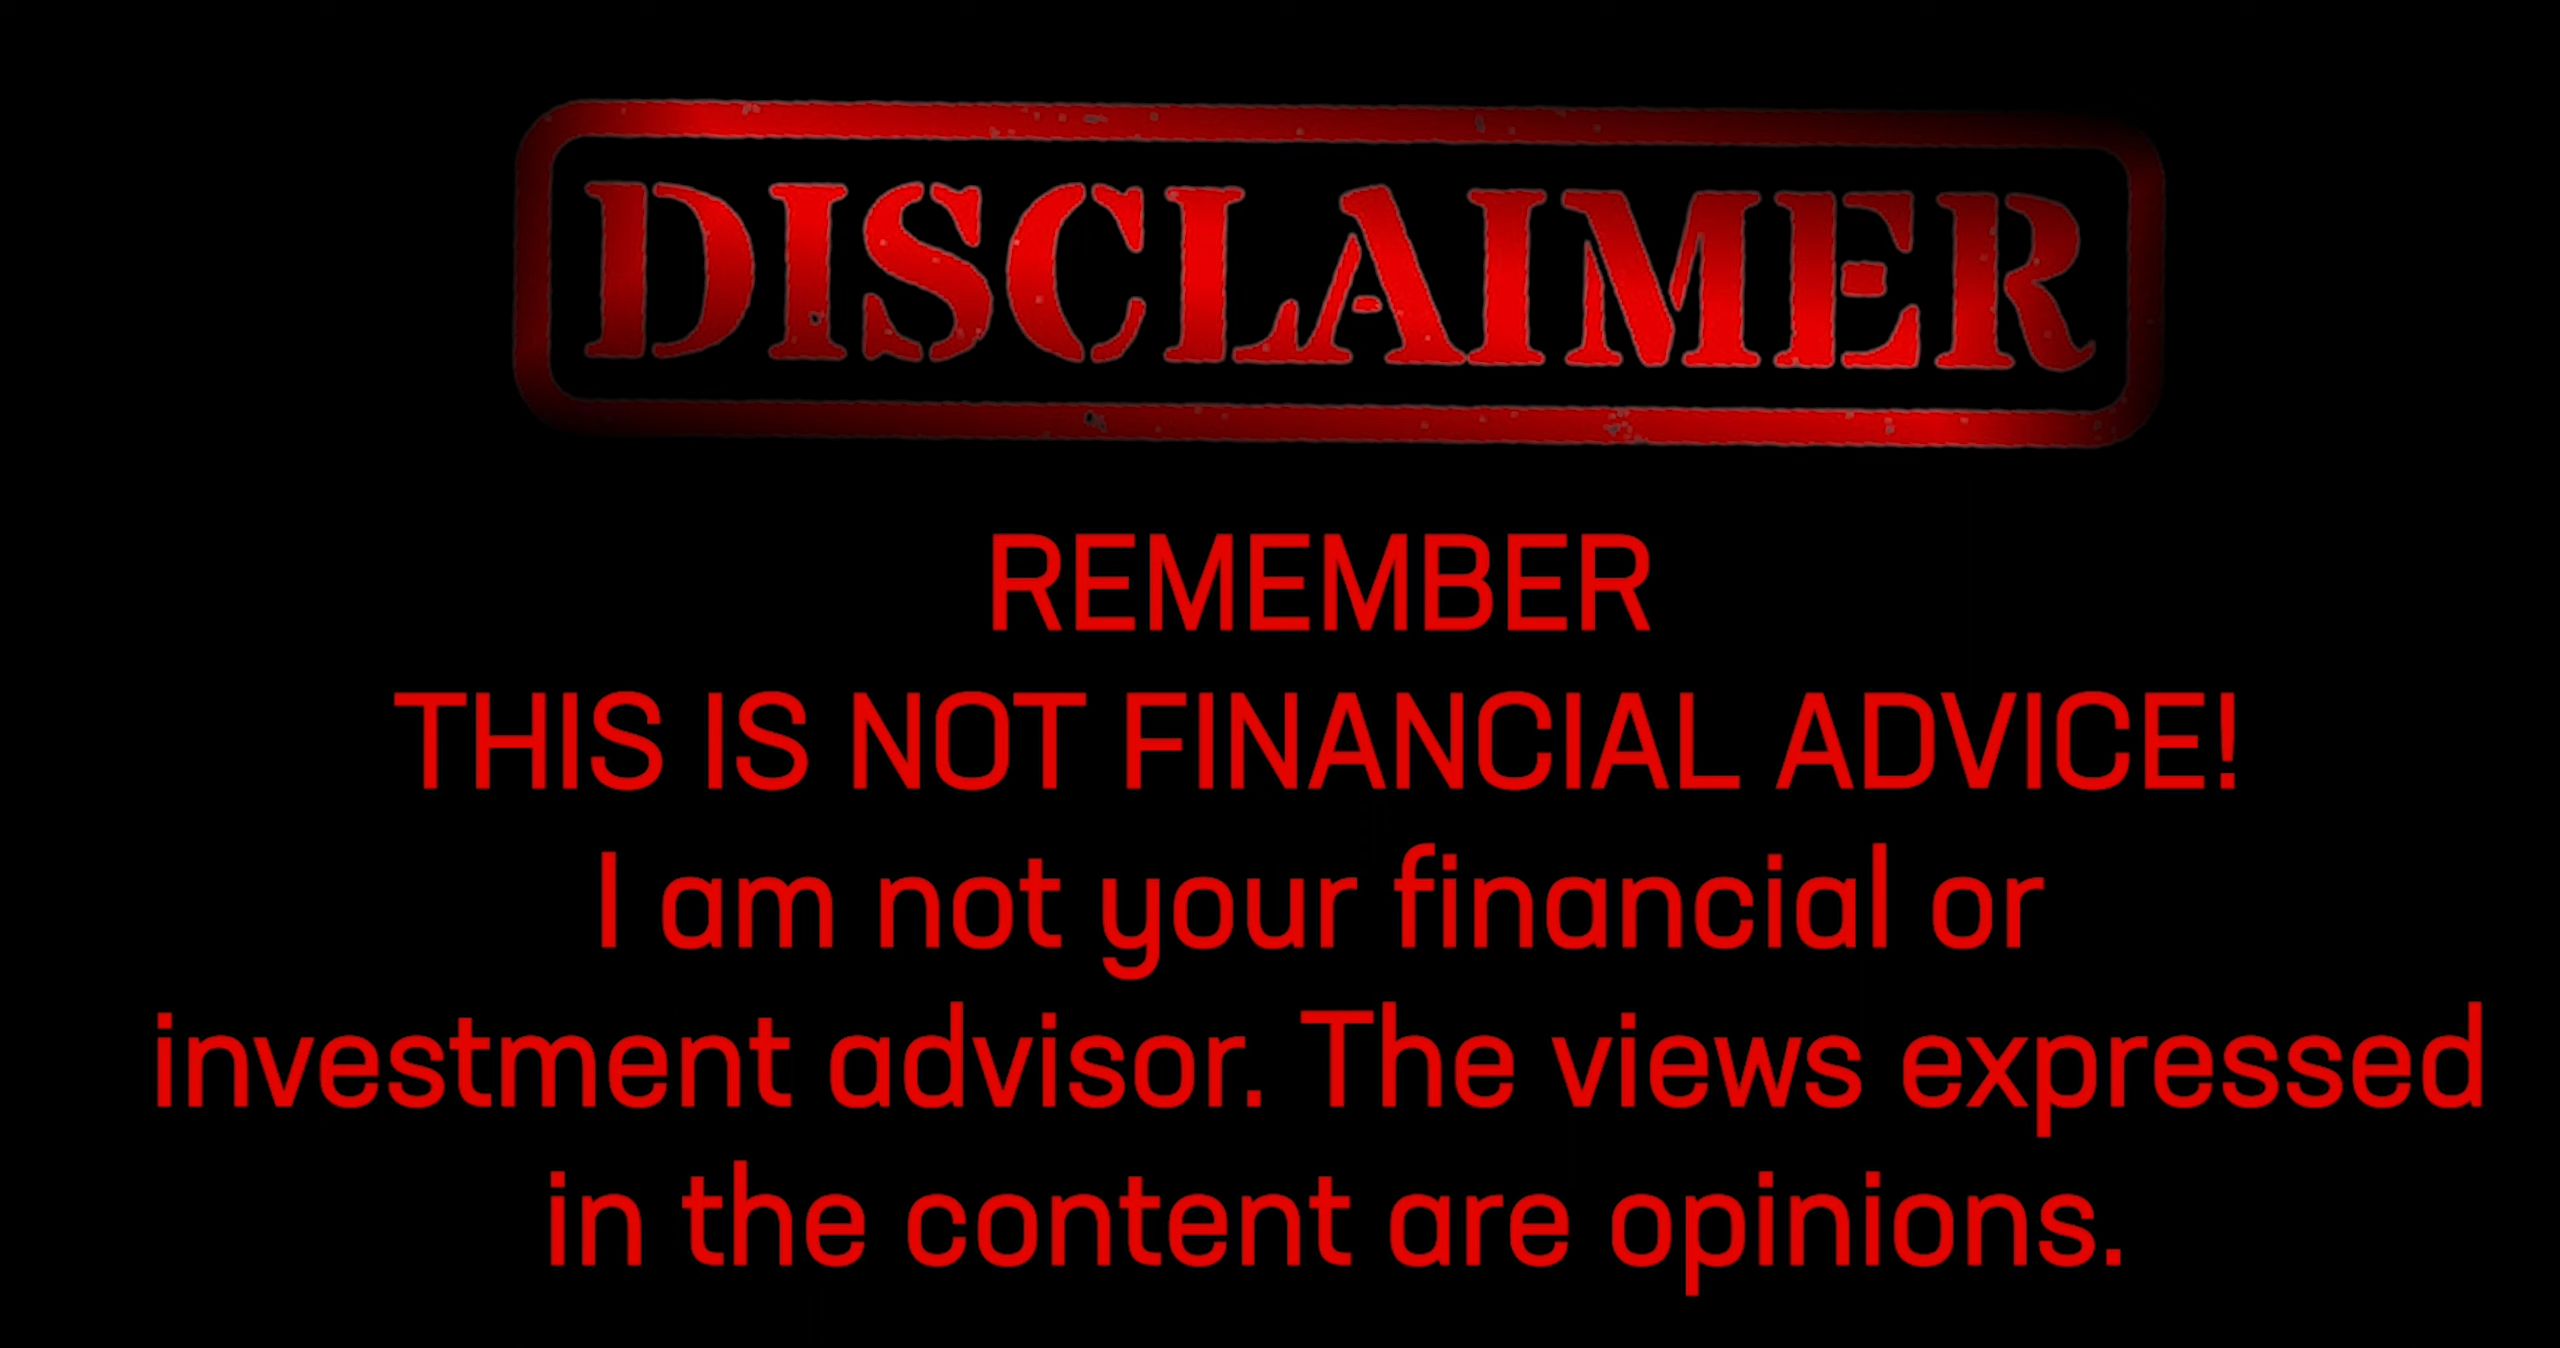 DISCLAIMER
REMEMBER
THIS IS NOT FINANCIAL ADVICE!
I am not your financial or
investment advisor. The views expressed
in the content are opinions.